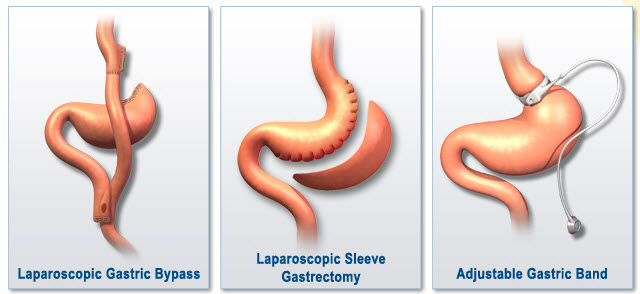 Laparoscopic Gastric Bypass
Laparoscopic Sleeve
Gastrectomy
Adjustable Gastric Band